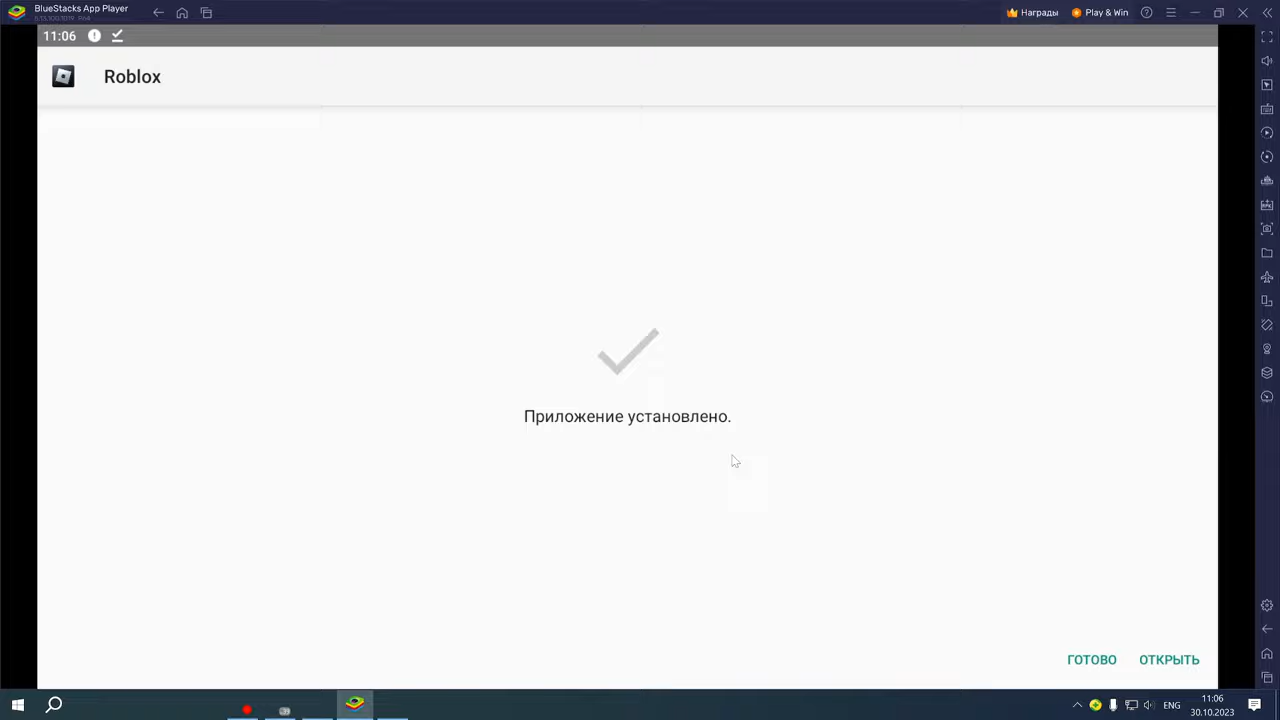 BlueStacks App Player
Награды
Play & Win
11:06
Roblox
Приложение установлено.
ГОТОВО
ОТКРЫТЬ
ENG
11:06
30.10.2023